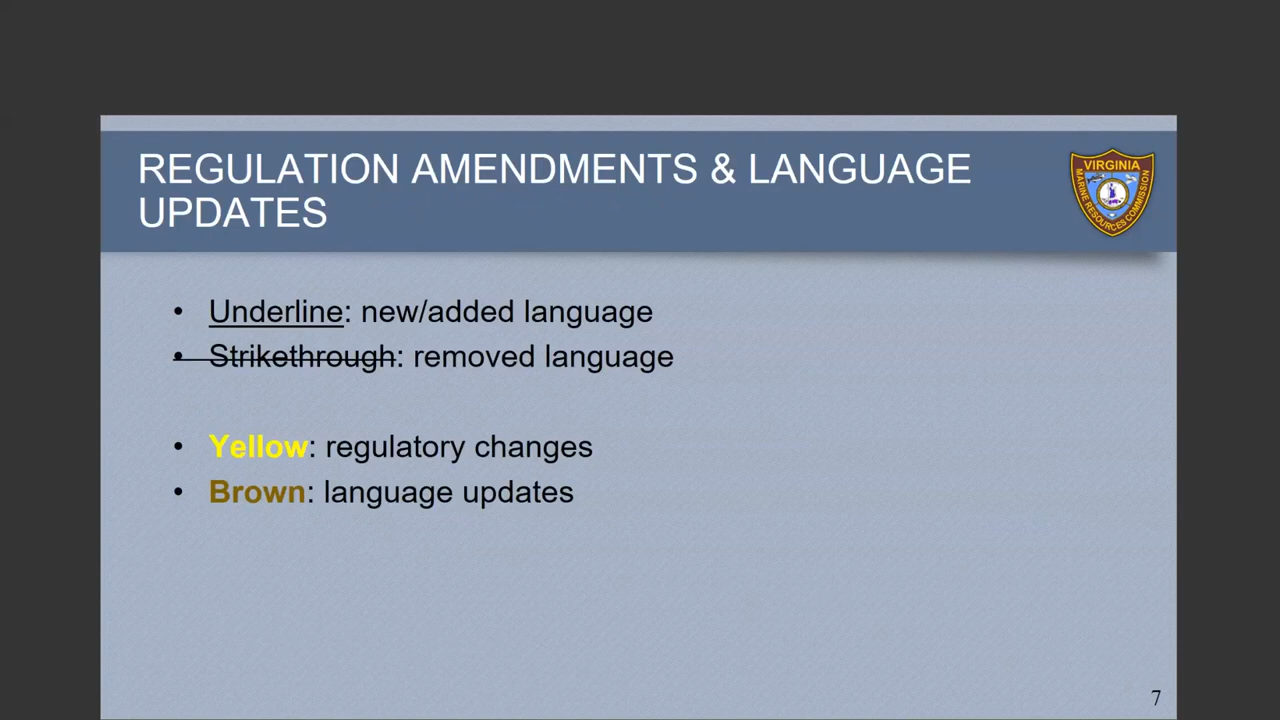 REGULATION AMENDMENTS & LANGUAGE
UPDATES
VIRGINIA
MARINE RESOURCES COMMISSION
• Underline: new/added language
• Strikethrough: removed language
• Yellow: regulatory changes
• Brown: language updates
7